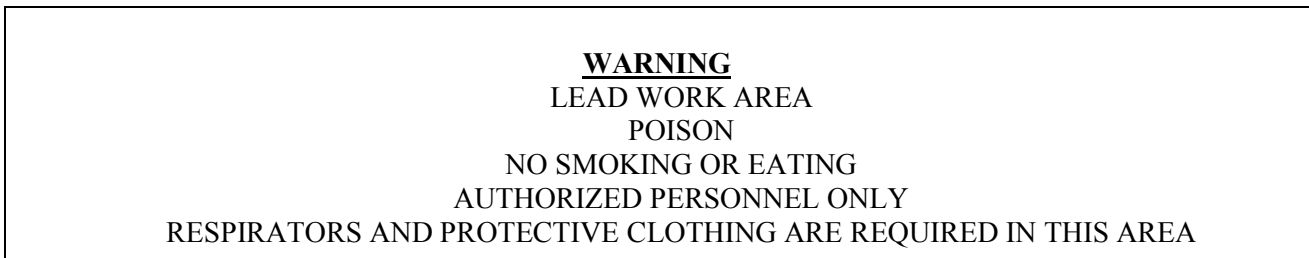 WARNING
LEAD WORK AREA
POISON
NO SMOKING OR EATING
AUTHORIZED PERSONNEL ONLY
RESPIRATORS AND PROTECTIVE CLOTHING ARE REQUIRED IN THIS AREA